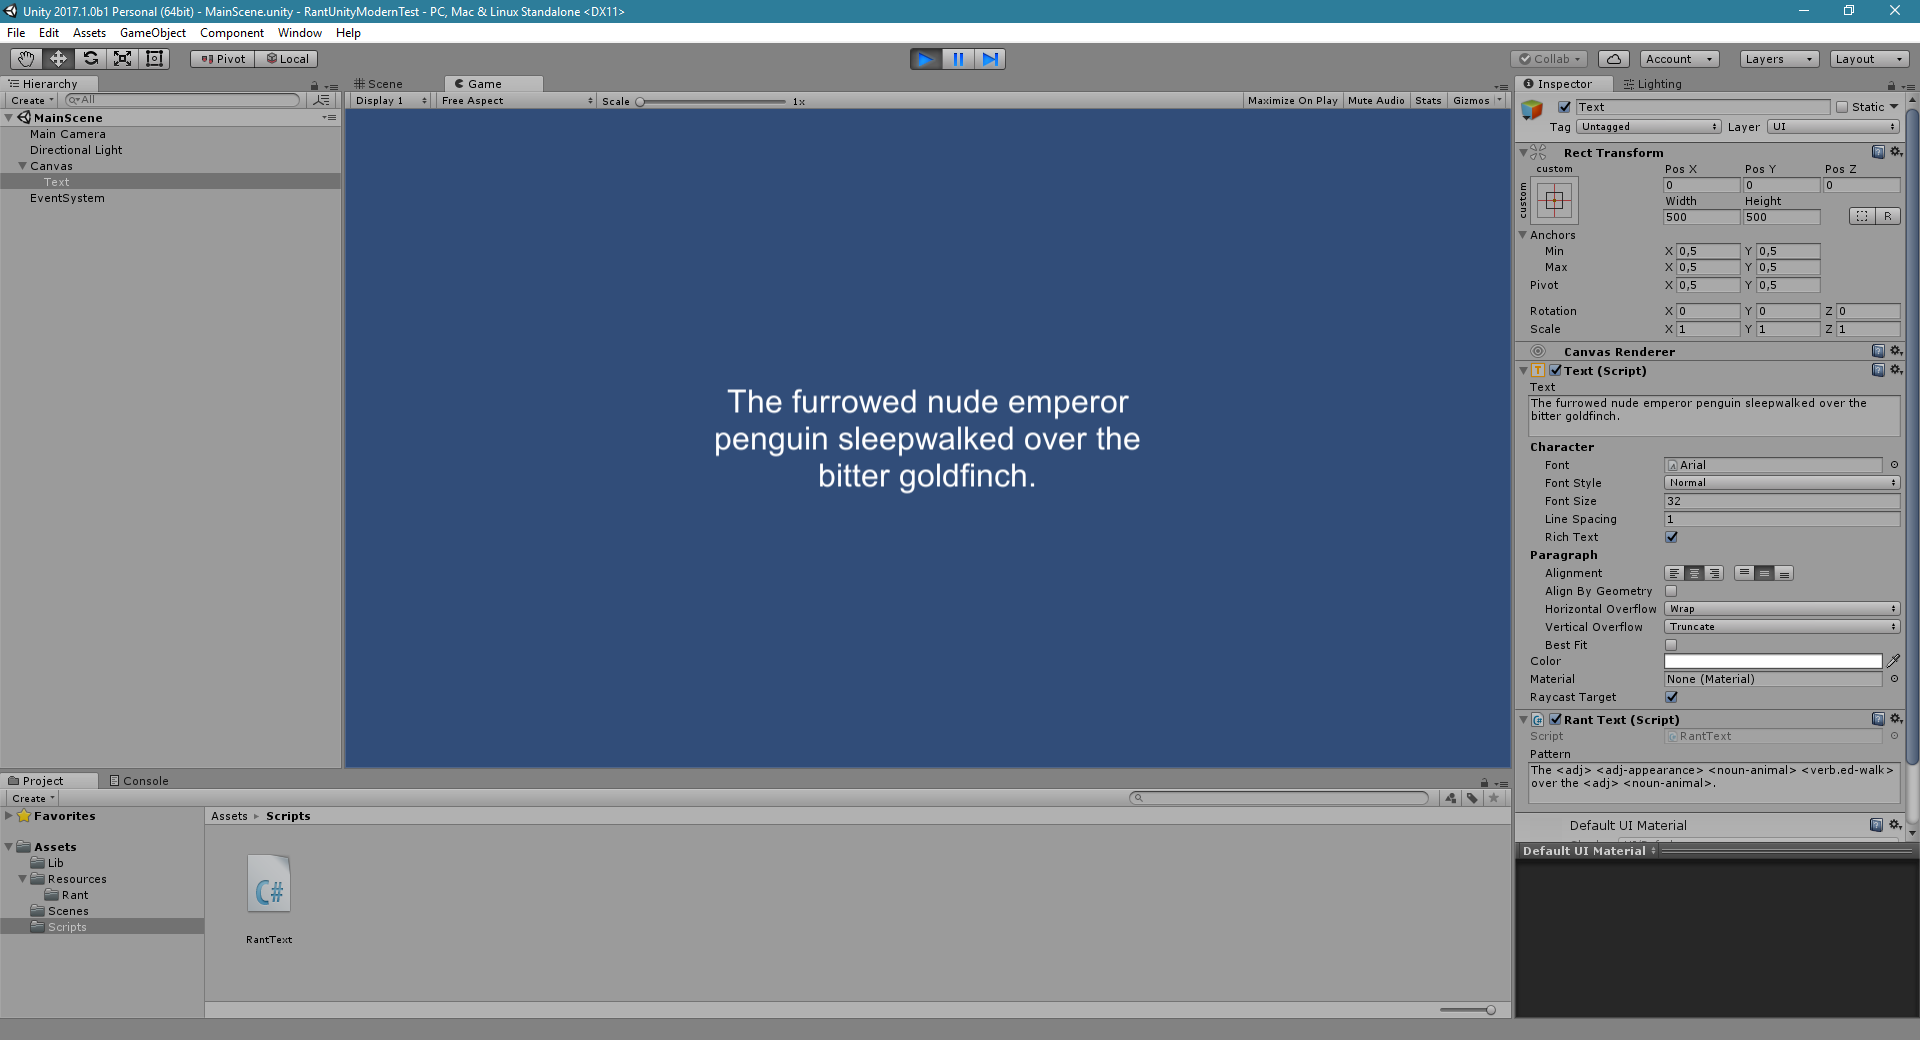 Unity 2017.1.0b1 Personal (64bit) - MainScene.unity - RantUnityModernTest - PC, Mac & Linux Standalone <DX11>
File Edit Assets GameObject Component Window Help
Pivot Local
Collab Account Layers Layout
Hierarchy
Create All
MainScene
Main Camera
Directional Light
Canvas
Text
EventSystem
Scene Game
Display 1 Free Aspect Scale 1x Maximize On Play Mute Audio Stats Gizmos
The furrowed nude emperor
penguin sleepwalked over the
bitter goldfinch.
Inspector Lighting
Text Static
Tag Untagged Layer UI
Rect Transform
custom Pos X Pos Y Pos Z
custom
0 0 0
Width Height
500 500 R
Anchors
Min X 0,5 Y 0,5
Max X 0,5 Y 0,5
Pivot X 0,5 Y 0,5
Rotation X 0 Y 0 Z 0
Scale X 1 Y 1 Z 1
Canvas Renderer
Text (Script)
Text
The furrowed nude emperor penguin sleepwalked over the
bitter goldfinch.
Character
Font Arial
Font Style Normal
Font Size 32
Line Spacing 1
Rich Text
Paragraph
Alignment
Align By Geometry
Horizontal Overflow Wrap
Vertical Overflow Truncate
Best Fit
Color
Material None (Material)
Raycast Target
Rant Text (Script)
Script RantText
Pattern
The <adj> <adj-appearance> <noun-animal> <verb.ed-walk>
over the <adj> <noun-animal>.
Default UI Material
Default UI Material
Project Console
Create
Favorites
Assets
Lib
Resources
Rant
Scenes
Scripts
Assets Scripts
C#
RantText